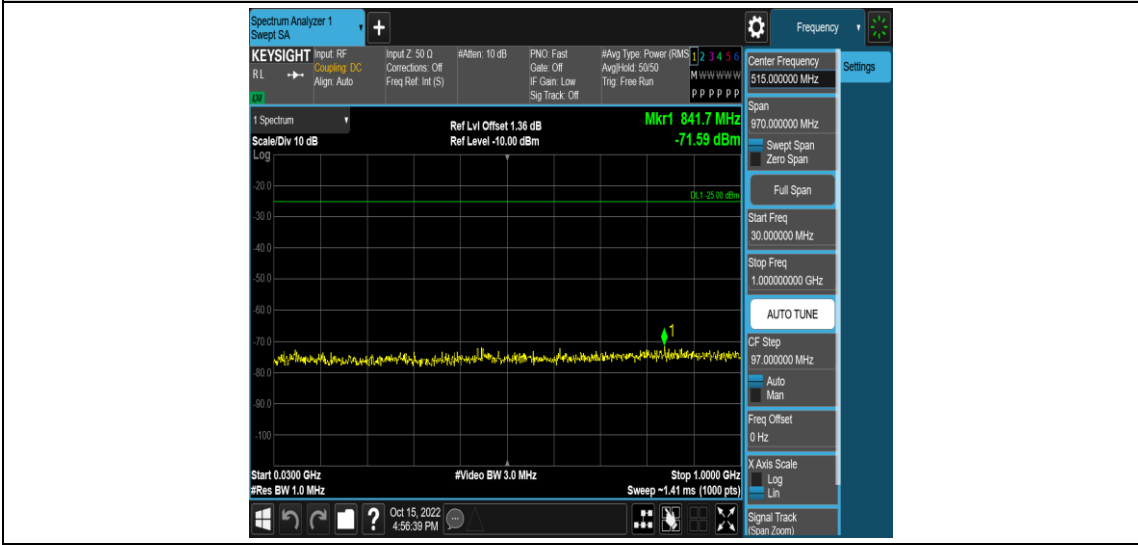 Spectrum Analyzer 1
Swept SA
+
Frequency
KEYSIGHT
RL
LM
Input: RF
Coupling: DC
Align: Auto
Input Z: 50 Ω
Corrections: Off
Freq Ref: Int (S)
#Atten: 10 dB
PNO: Fast
Gate: Off
IF Gain: Low
Sig Track: Off
#Avg Type: Power (RMS
Avg|Hold: 50/50
Trig: Free Run
1 2 3 4 5 6
M W W W W W
P P P P P P
1 Spectrum
Scale/Div 10 dB
Log
Ref Lvl Offset 1.36 dB
Ref Level -10.00 dBm
Mkr1 841.7 MHz
-71.59 dBm
-20.0
DL1 -25.00 dBm
-30.0
-40.0
-50.0
-60.0
1
-70.0
-80.0
-90.0
-100
Start 0.0300 GHz
#Video BW 3.0 MHz
Stop 1.0000 GHz
#Res BW 1.0 MHz
Sweep ~1.41 ms (1000 pts)
?
Oct 15, 2022
4:56:39 PM
Center Frequency
515.000000 MHz
Settings
Span
970.000000 MHz
Swept Span
Zero Span
Full Span
Start Freq
30.000000 MHz
Stop Freq
1.000000000 GHz
AUTO TUNE
CF Step
97.000000 MHz
Auto
Man
Freq Offset
0 Hz
X Axis Scale
Log
Lin
Signal Track
(Span Zoom)